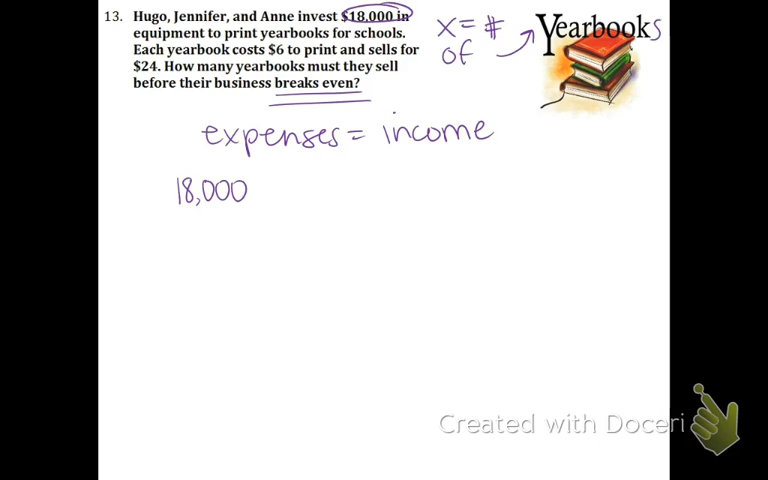 13. Hugo, Jennifer, and Anne invest $18,000 in
equipment to print yearbooks for schools.
Each yearbook costs $6 to print and sells for
$24. How many yearbooks must they sell
before their business breaks even?
x = #
of
Yearbooks
expenses = income
18,000
Created with Doceri